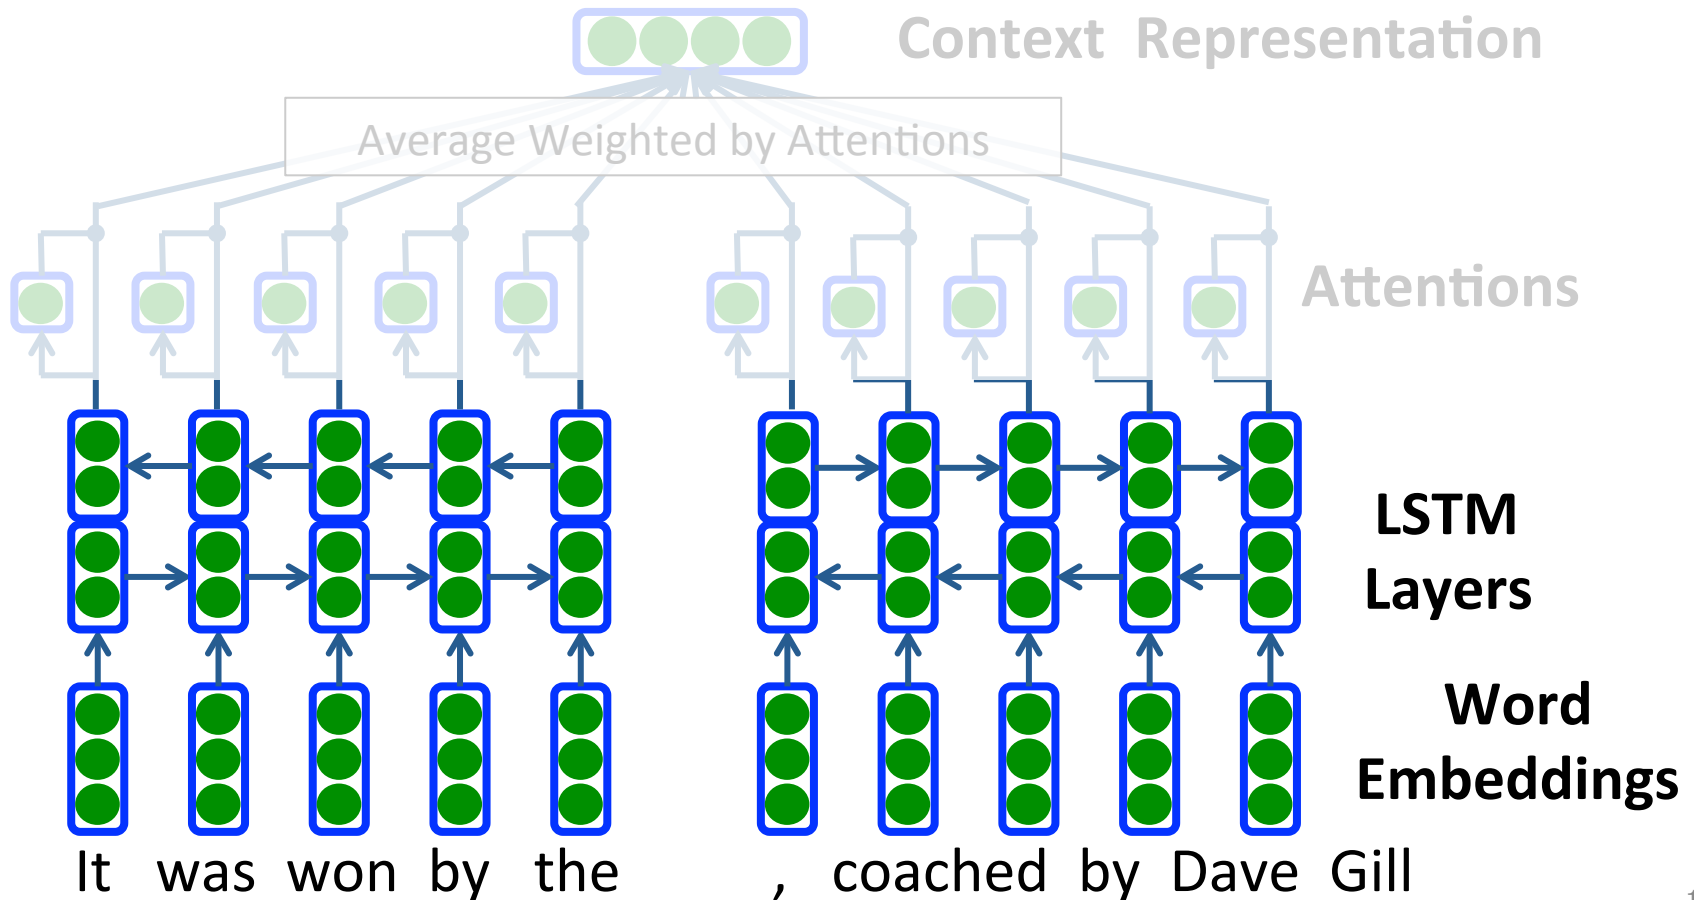 Context Representation
Average Weighted by Attentions
Attentions
LSTM
Layers
Word
Embeddings
It was won by the , coached by Dave Gill